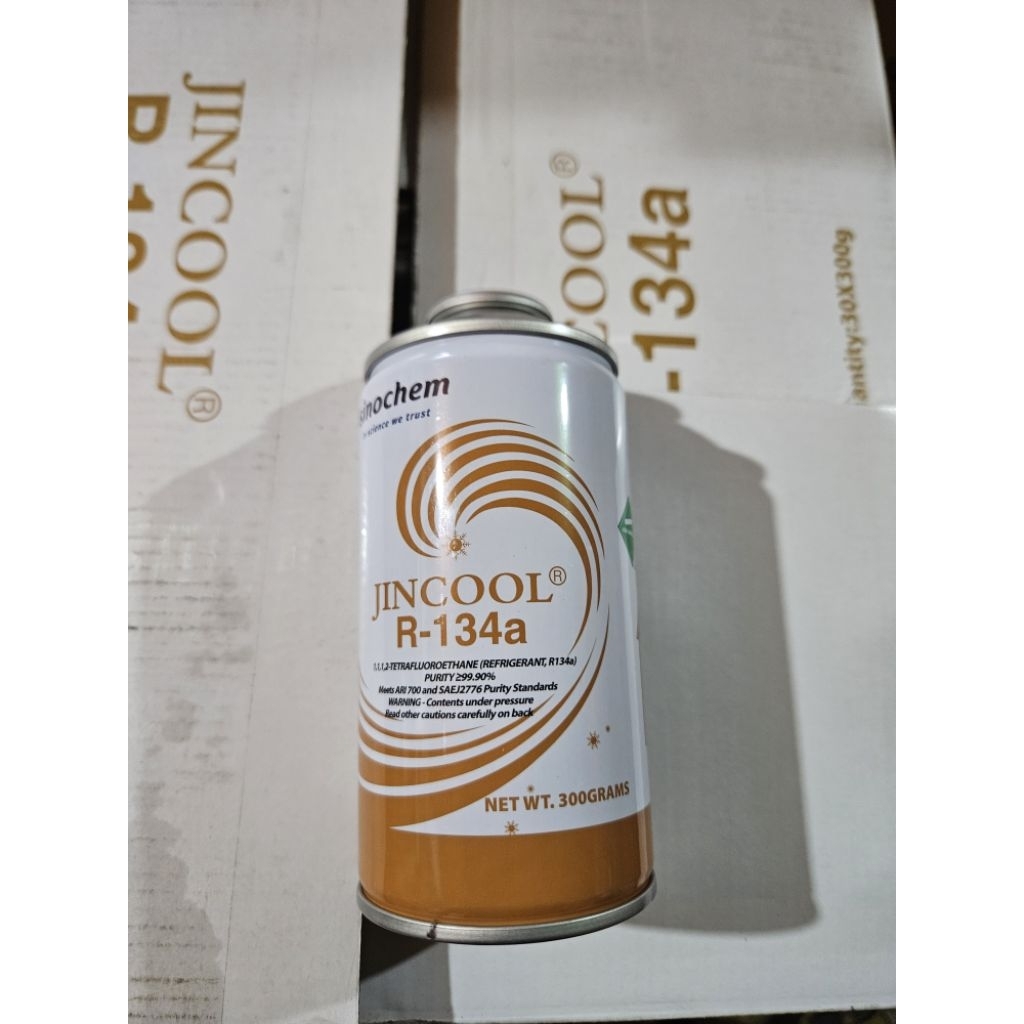 JINCOOL®
JINCOOL®
R-134a
sinochem
science we trust
JINCOOL®
R-134a
1,1,1,2-TETRAFLUOROETHANE (REFRIGERANT, R134a)
PURITY ≥99.90%
Meets ARI 700 and SAEJ2776 Purity Standards
WARNING - Contents under pressure
Read other cautions carefully on back
NET WT. 300GRAMS
antity:30X300g